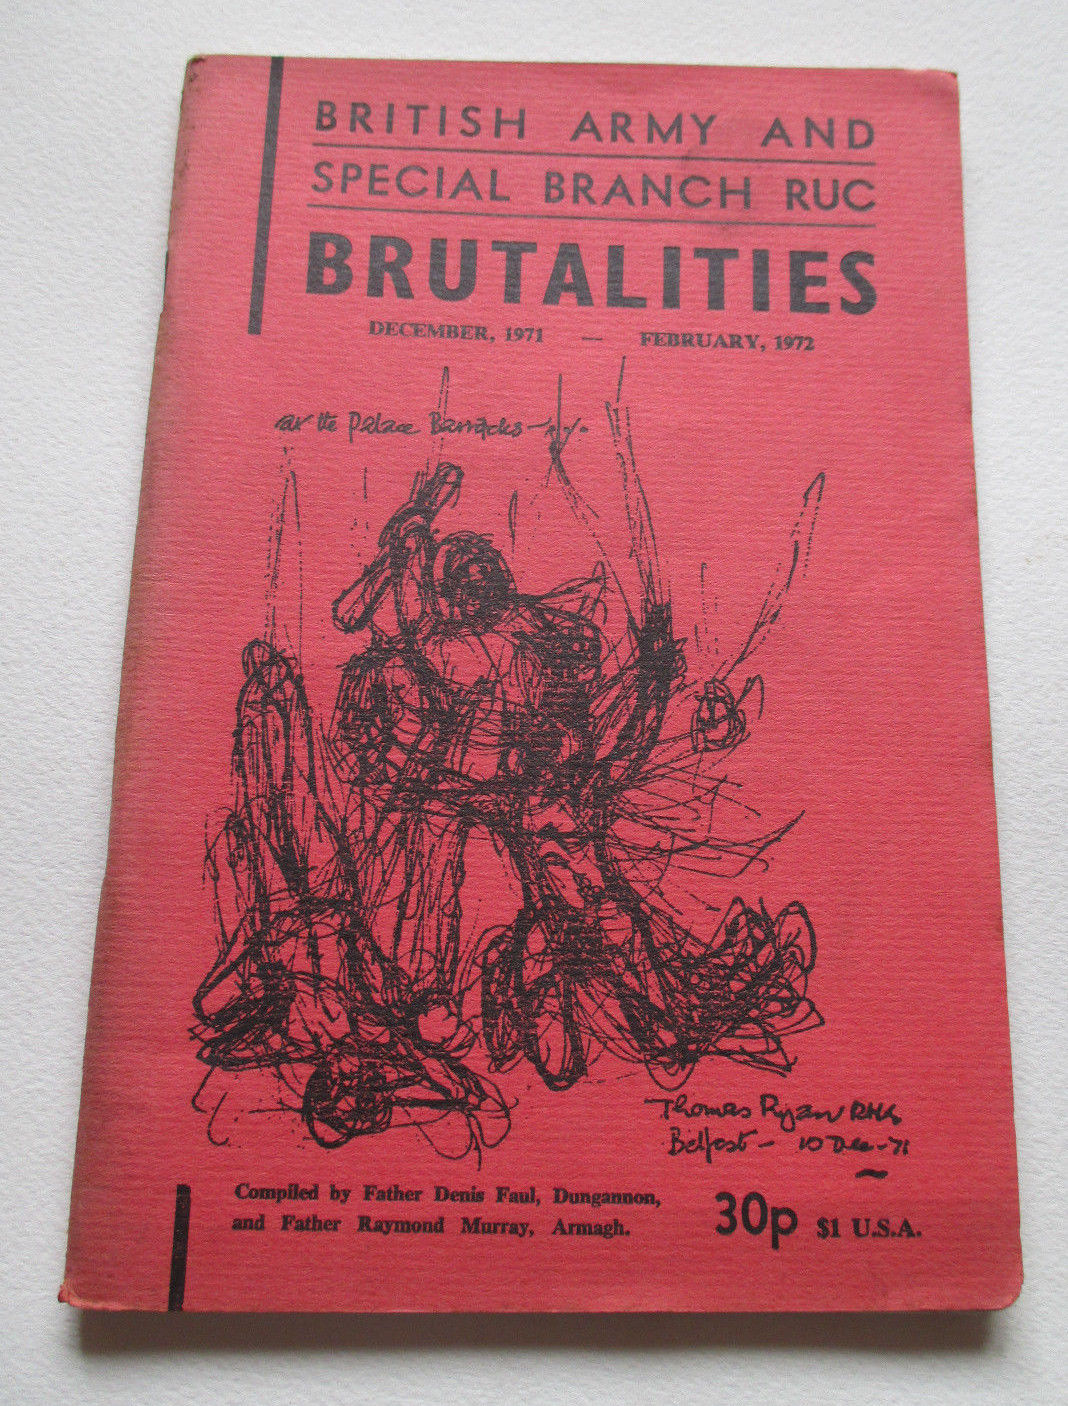 BRITISH ARMY AND
SPECIAL BRANCH RUC
BRUTALITIES
DECEMBER, 1971 — FEBRUARY, 1972
at the Palace Barracks
Thomas Ryan RHA
Belfast - 10 Dec - 71
Compiled by Father Denis Faul, Dungannon,
and Father Raymond Murray, Armagh.
30p $1 U.S.A.